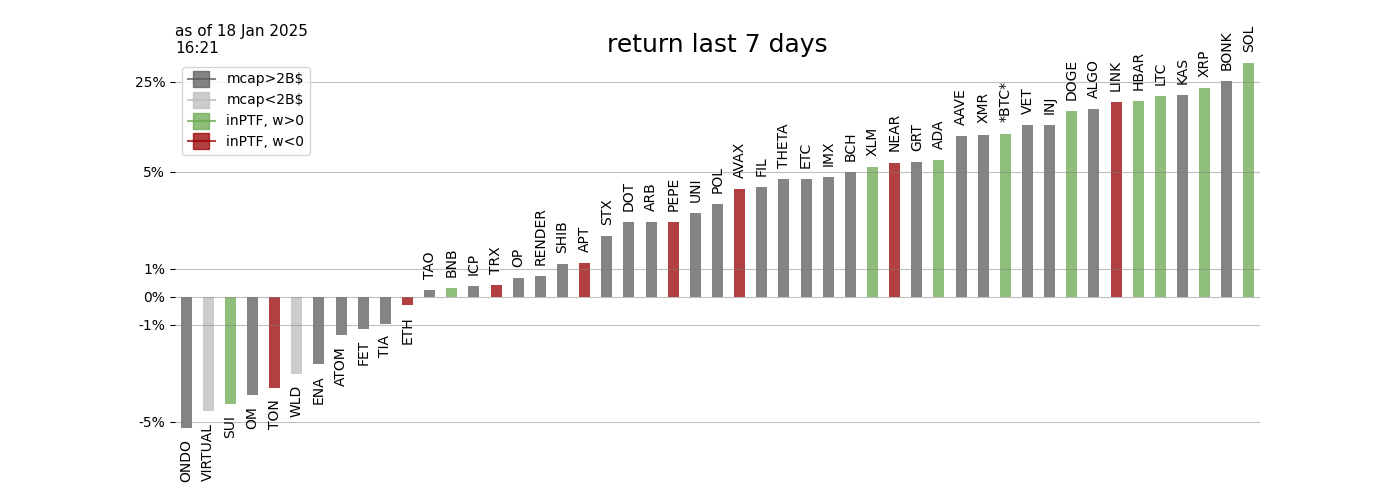 as of 18 Jan 2025
16:21
return last 7 days
mcap>2B$
mcap<2B$
inPTF, w>0
inPTF, w<0
25%
5%
1%
0%
-1%
-5%
ONDO
VIRTUAL
SUI
OM
TON
WLD
ENA
ATOM
FET
TIA
ETH
TAO
BNB
ICP
TRX
OP
RENDER
SHIB
APT
STX
DOT
ARB
PEPE
UNI
POL
AVAX
FIL
THETA
ETC
IMX
BCH
XLM
NEAR
GRT
ADA
AAVE
XMR
*BTC*
VET
INJ
DOGE
ALGO
LINK
HBAR
LTC
KAS
XRP
BONK
SOL